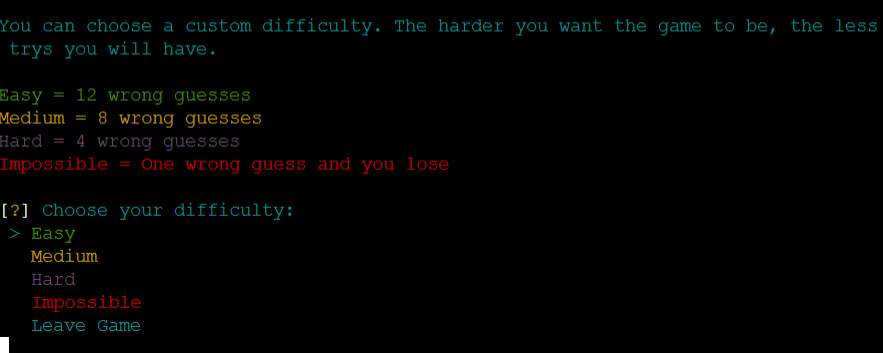 You can choose a custom difficulty. The harder you want the game to be, the less
trys you will have.
Easy = 12 wrong guesses
Medium = 8 wrong guesses
Hard = 4 wrong guesses
Impossible = One wrong guess and you lose
[?] Choose your difficulty:
> Easy
Medium
Hard
Impossible
Leave Game